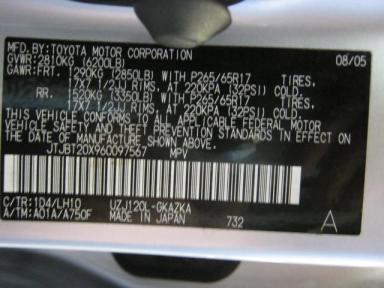 MFD. BY: TOYOTA MOTOR CORPORATION 08/05
GVWR: 2810KG (6200LB)
GAWR: FRT. 1290KG (2850LB) WITH P265/65R17 TIRES,
17X7 1/2JJ RIMS, AT 220KPA (32PSI) COLD
RR. 1520KG (3350LB) WITH P265/65R17 TIRES,
17X7 1/2JJ RIMS, AT 220KPA (32PSI) COLD
THIS VEHICLE CONFORMS TO ALL APPLICABLE FEDERAL MOTOR
VEHICLE SAFETY AND THEFT PREVENTION STANDARDS IN EFFECT ON
THE DATE OF MANUFACTURE SHOWN ABOVE.
JTJBT20X960097567 MPV
C/TR: 1D4/LH10 UZJ120L-GKAZKA
A/TM: A01A/A750F MADE IN JAPAN 732 A